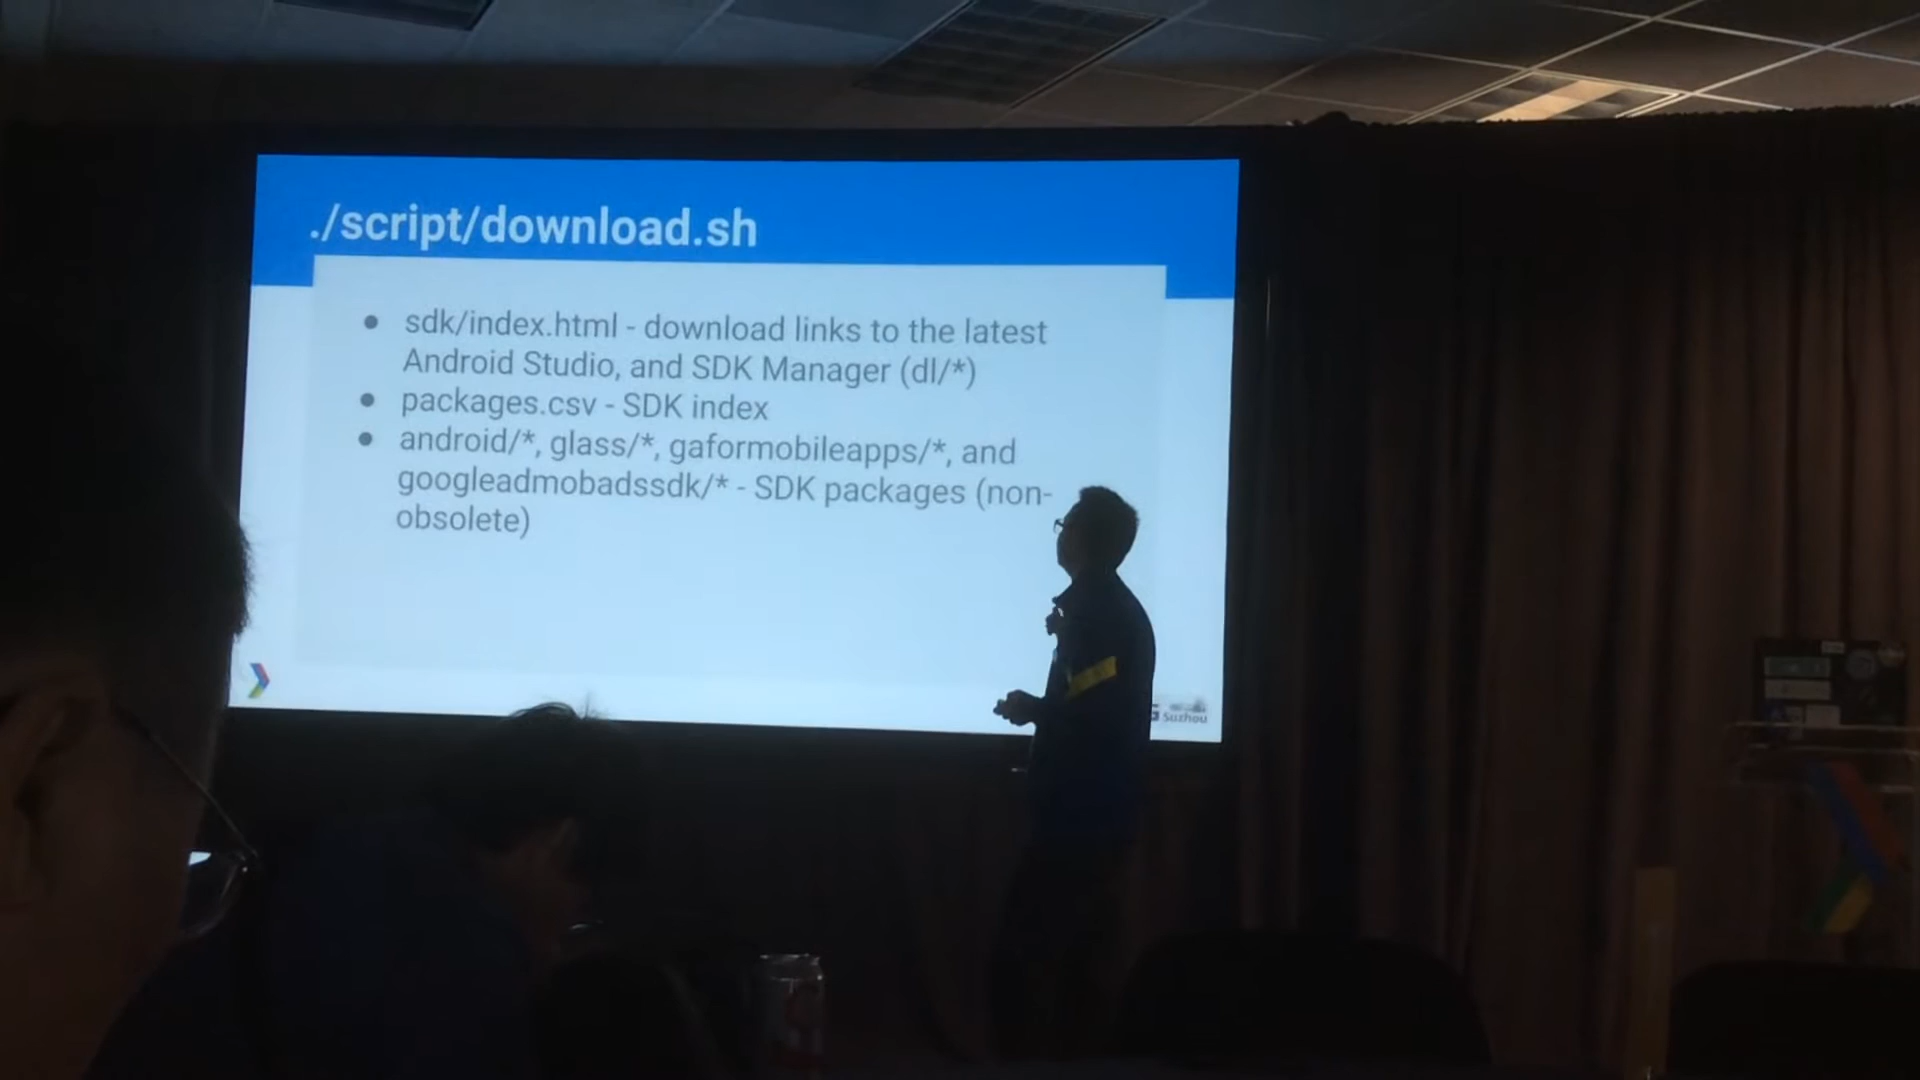 ./script/download.sh
● sdk/index.html - download links to the latest
Android Studio, and SDK Manager (dl/*)
● packages.csv - SDK index
● android/*, glass/*, gaformobileapps/*, and
googleadmobadssdk/* - SDK packages (non-
obsolete)
Suzhou